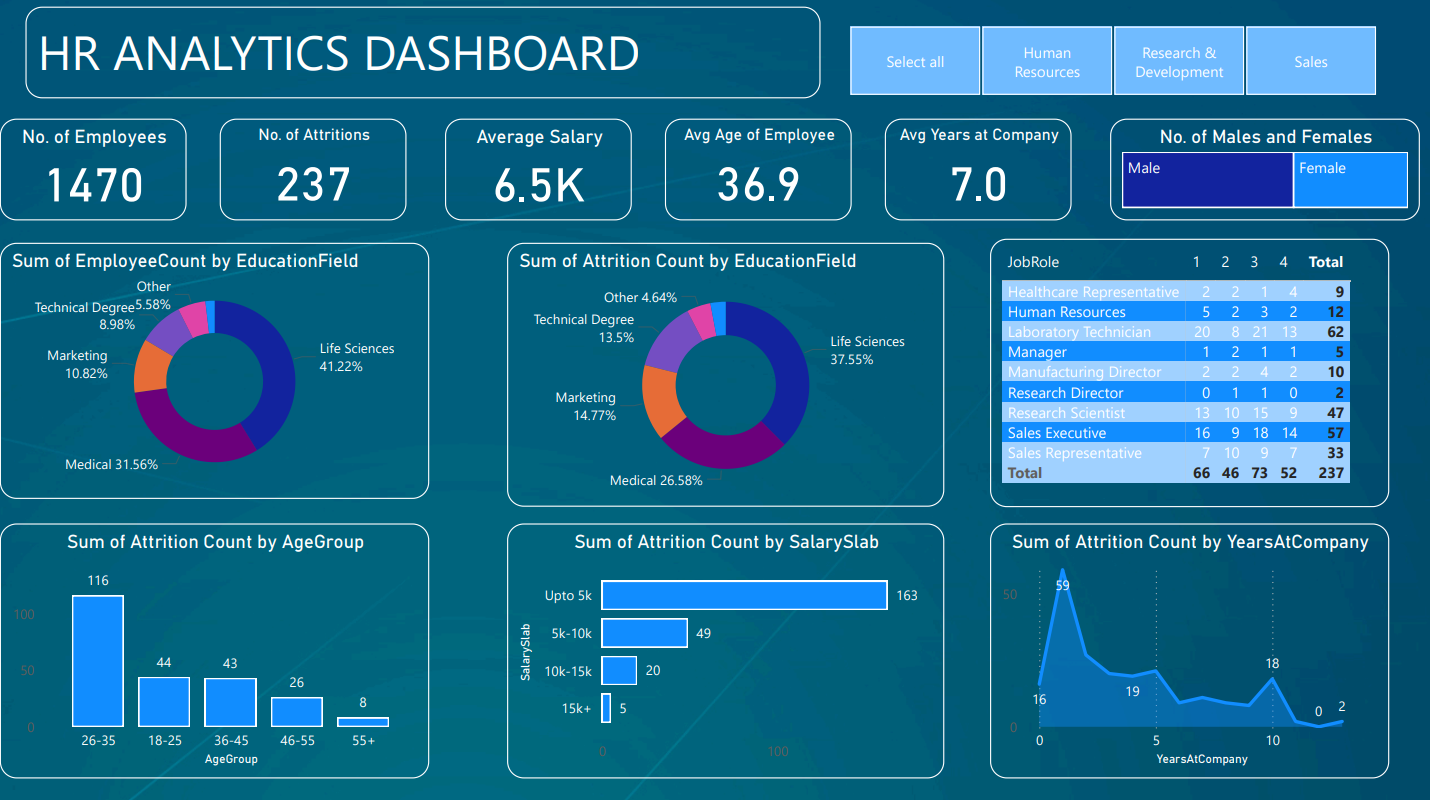 HR ANALYTICS DASHBOARD
Select all
Human
Resources
Research &
Development
Sales
No. of Employees
1470
No. of Attritions
237
Average Salary
6.5K
Avg Age of Employee
36.9
Avg Years at Company
7.0
No. of Males and Females
Male
Female
Sum of EmployeeCount by EducationField
Other
5.58%
Technical Degree
8.98%
Marketing
10.82%
Life Sciences
41.22%
Medical 31.56%
Sum of Attrition Count by EducationField
Other 4.64%
Technical Degree
13.5%
Marketing
14.77%
Life Sciences
37.55%
Medical 26.58%
JobRole 1 2 3 4 Total
Healthcare Representative 2 2 1 4 9
Human Resources 5 2 3 2 12
Laboratory Technician 20 8 21 13 62
Manager 1 2 1 1 5
Manufacturing Director 2 2 4 2 10
Research Director 0 1 1 0 2
Research Scientist 13 10 15 9 47
Sales Executive 16 9 18 14 57
Sales Representative 7 10 9 7 33
Total 66 46 73 52 237
Sum of Attrition Count by AgeGroup
100
50
0
116
44
43
26
8
26-35 18-25 36-45 46-55 55+
AgeGroup
Sum of Attrition Count by SalarySlab
SalarySlab
Upto 5k 163
5k-10k 49
10k-15k 20
15k+ 5
0 100
Sum of Attrition Count by YearsAtCompany
50
0
59
16
19
18
0
2
0 5 10
YearsAtCompany